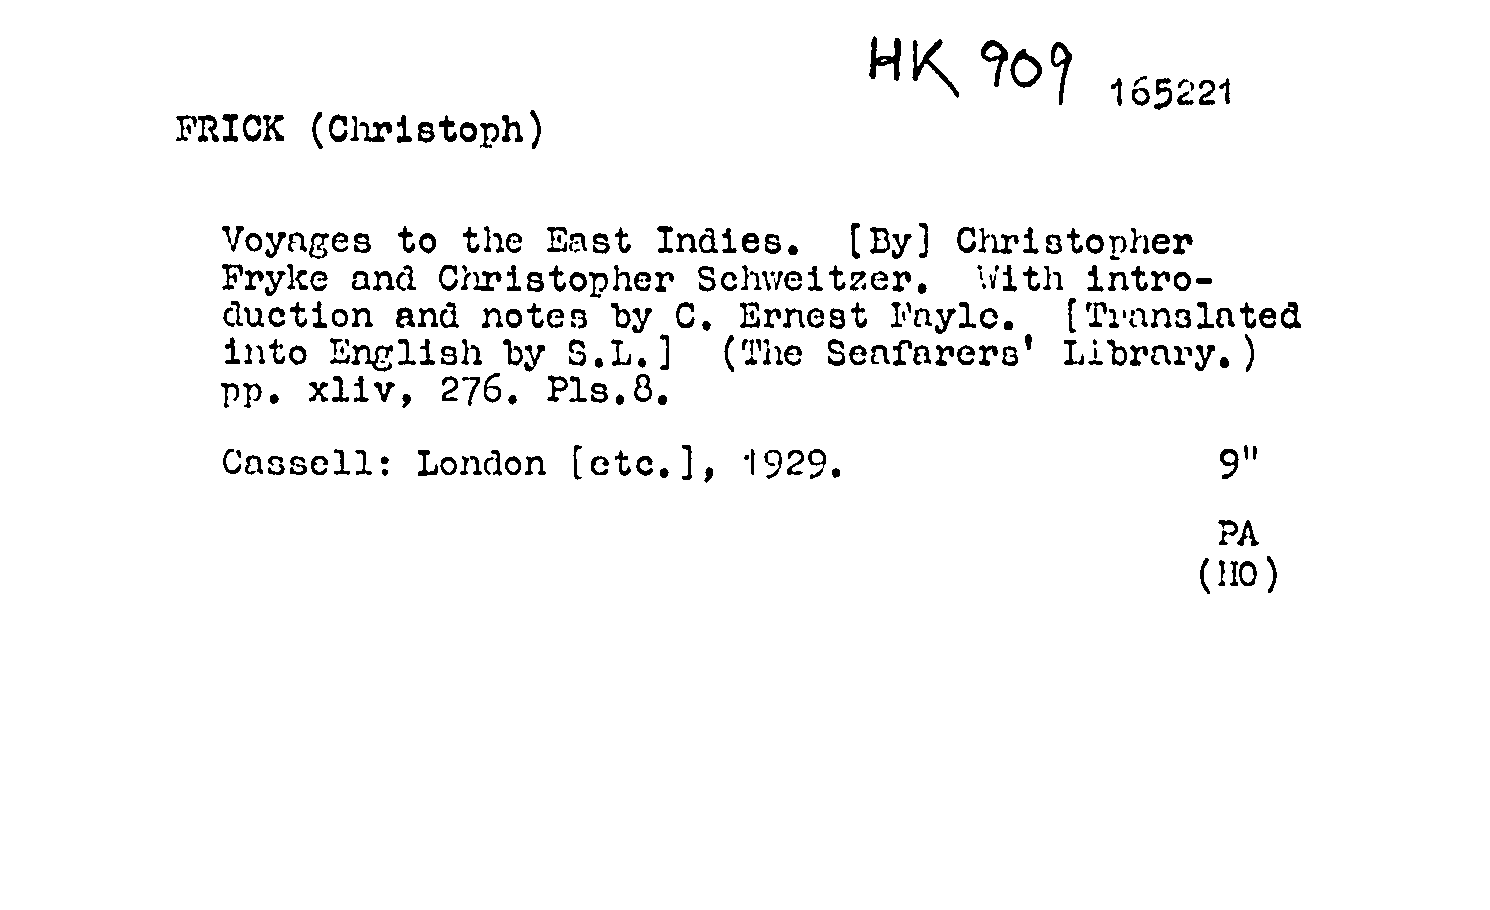 HK 909 165221
FRICK (Christoph)
Voyages to the East Indies. [By] Christopher
Fryke and Christopher Schweitzer. With intro-
duction and notes by C. Ernest Fayle. [Translated
into English by S.L.] (The Seafarers' Library.)
pp. xliv, 276. Pls.8.
Cassell: London [etc.], 1929. 9"
PA
(HO)